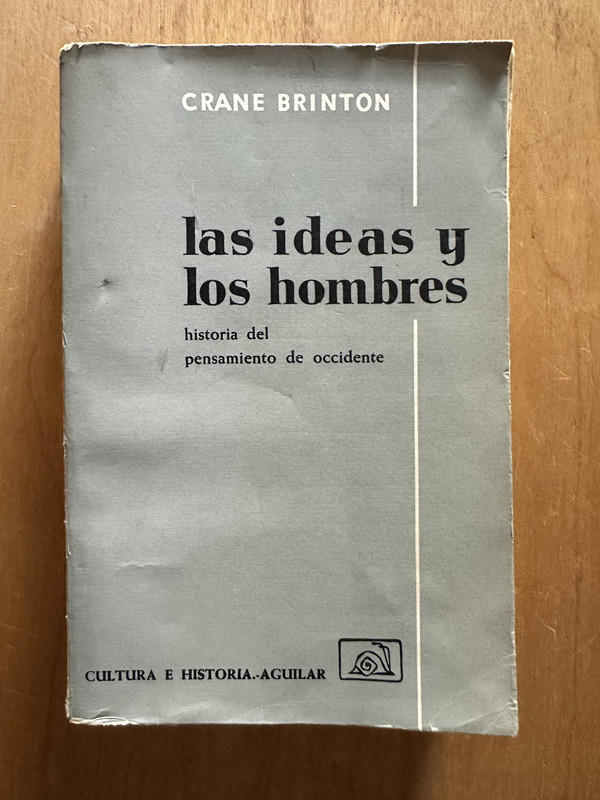 CRANE BRINTON
las ideas y
los hombres
historia del
pensamiento de occidente
CULTURA E HISTORIA.-AGUILAR